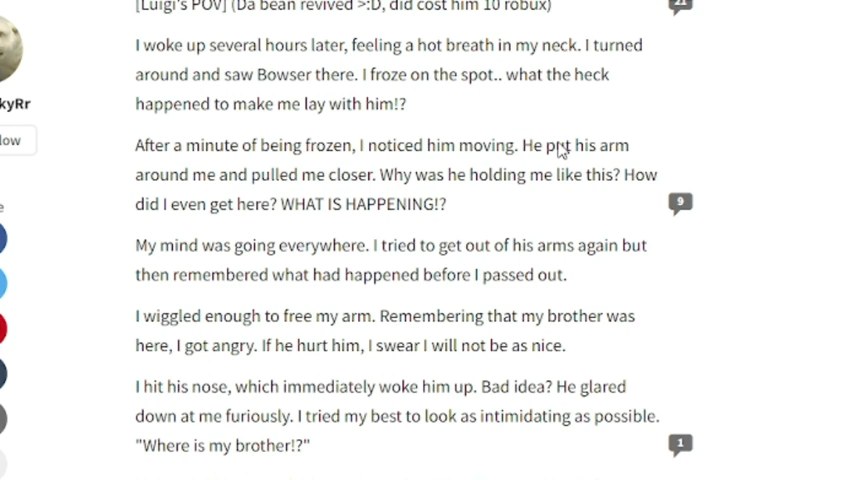 [Luigi's POV] (Da bean revived >:D, did cost him 10 robux)
21
I woke up several hours later, feeling a hot breath in my neck. I turned
around and saw Bowser there. I froze on the spot.. what the heck
kyRr
happened to make me lay with him!?
low
After a minute of being frozen, I noticed him moving. He put his arm
around me and pulled me closer. Why was he holding me like this? How
did I even get here? WHAT IS HAPPENING!?
9
My mind was going everywhere. I tried to get out of his arms again but
then remembered what had happened before I passed out.
I wiggled enough to free my arm. Remembering that my brother was
here, I got angry. If he hurt him, I swear I will not be as nice.
I hit his nose, which immediately woke him up. Bad idea? He glared
down at me furiously. I tried my best to look as intimidating as possible.
"Where is my brother!?"
1